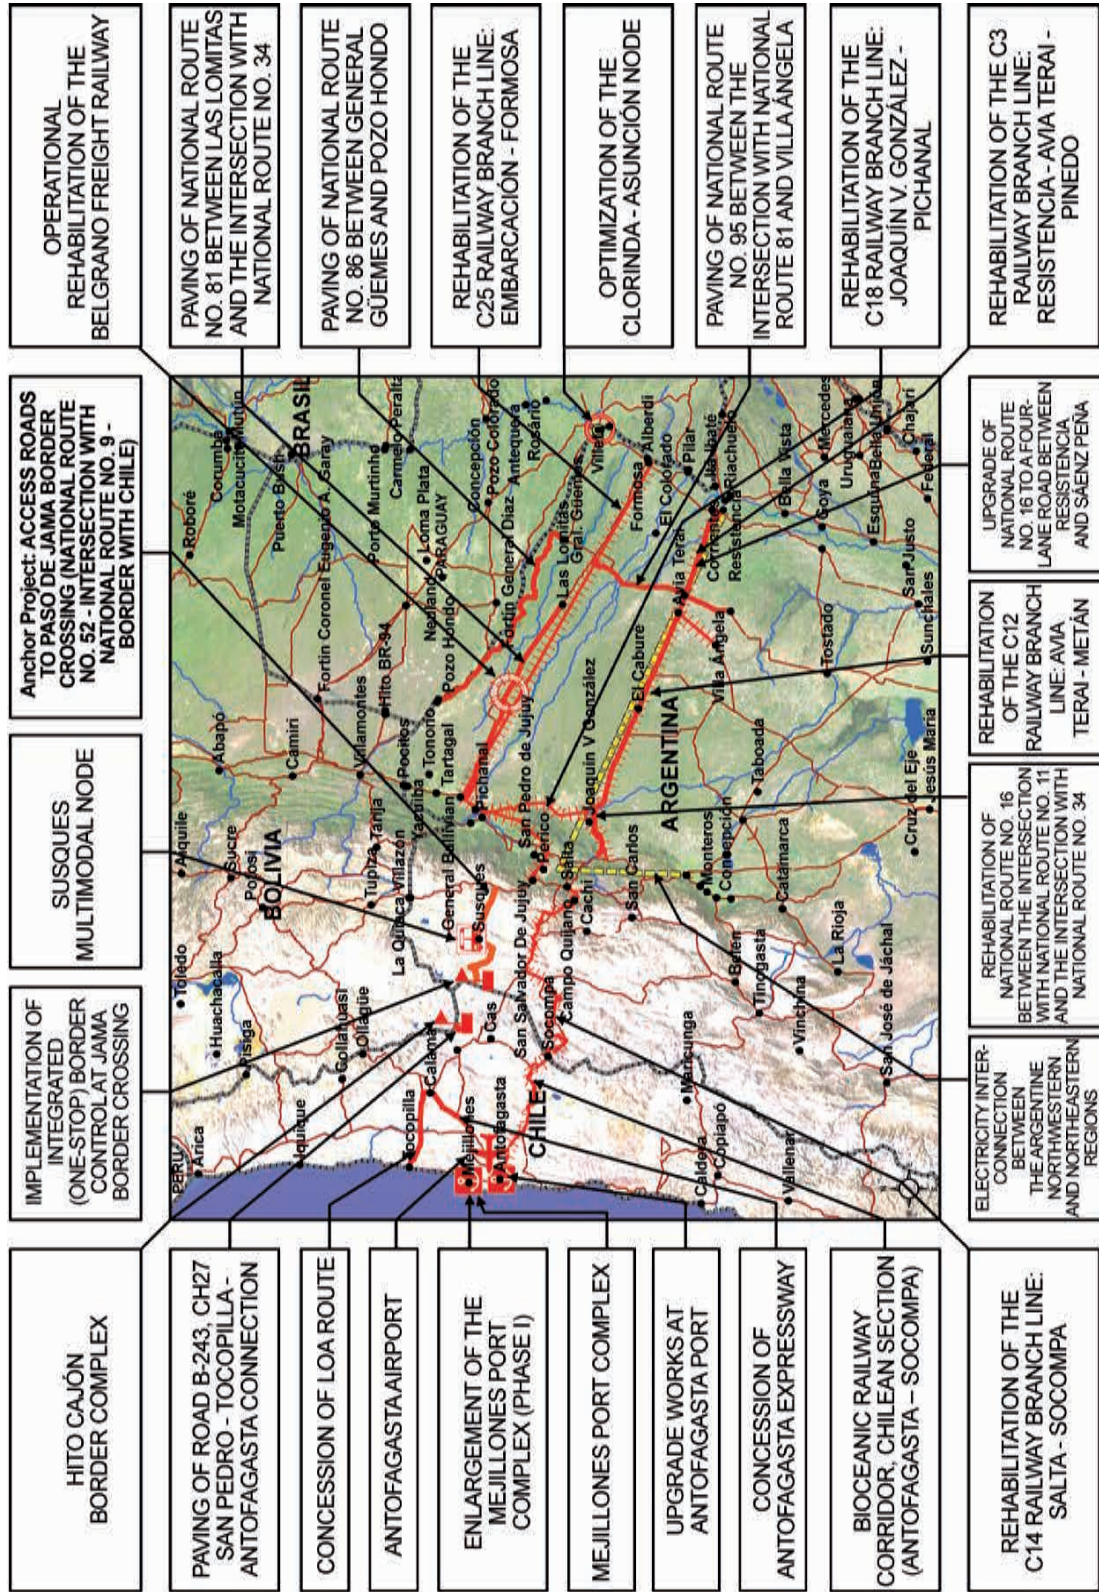 HITO CAJÓN
BORDER COMPLEX
IMPLEMENTATION OF
INTEGRATED
(ONE-STOP) BORDER
CONTROL AT JAMA
BORDER CROSSING
SUSQUES
MULTIMODAL NODE
Anchor Project: ACCESS ROADS
TO PASO DE JAMA BORDER
CROSSING (NATIONAL ROUTE
NO. 52 - INTERSECTION WITH
NATIONAL ROUTE NO. 9 -
BORDER WITH CHILE)
OPERATIONAL
REHABILITATION OF THE
BELGRANO FREIGHT RAILWAY
PAVING OF ROAD B-243, CH27
SAN PEDRO - TOCOPILLA -
ANTOFAGASTA CONNECTION
CONCESSION OF LOA ROUTE
ANTOFAGASTA AIRPORT
ENLARGEMENT OF THE
MEJILLONES PORT
COMPLEX (PHASE I)
MEJILLONES PORT COMPLEX
UPGRADE WORKS AT
ANTOFAGASTA PORT
CONCESSION OF
ANTOFAGASTA EXPRESSWAY
BIOCEANIC RAILWAY
CORRIDOR, CHILEAN SECTION
(ANTOFAGASTA – SOCOMPA)
REHABILITATION OF THE
C14 RAILWAY BRANCH LINE:
SALTA - SOCOMPA
PERU
Arica
Toledo
Huachacalla
Pisiga
Iquique
Collahuasi
Ollagüe
Aiquile
Sucre
Potosí
BOLIVIA
Tupiza
Tarija
La Quiaca
Villazón
Yacuiba
Abapó
Camiri
Villamontes
Pocitos
Tonono
Tartagal
General Ballivián
Pichanal
Roboré
Corumbá
Motacucito
Mutún
Puerto Bush
BRASIL
Fortin Coronel Eugenio A. Garay
Porto Murtinho
Carmelo Peralta
Hito BR-94
Loma Plata
Neuland
PARAGUAY
Pozo Hondo
Concepción
Pozo Colorado
Antequera
Rosário
Fortín General Díaz
Villeta
Tocopilla
Calama
Mejillones
Antofagasta
CHILE
Cas
Susques
San Salvador De Jujuy
San Pedro de Jujuy
Perico
Socompa
Campo Quijano
Salta
Cachi
San Carlos
Joaquín V González
El Cabure
ARGENTINA
Las Lomitas
Gral. Güemes
Formosa
Alberdi
El Colorado
Pilar
Avia Terai
Corrientes
Itá Ibaté
Riachuelo
Resistencia
Villa Ángela
Bella Vista
Goya
Mercedes
Uruguaiana
Bella Unión
Esquina
Chajarí
Federal
San Justo
Sunchales
Tostado
Taboada
Monteros
Concepción
Catamarca
Cruz del Eje
Jesús María
Belén
Tinogasta
La Rioja
Vinchina
San José de Jáchal
Maricunga
Caldera
Copiapó
Vallenar
PAVING OF NATIONAL ROUTE
NO. 81 BETWEEN LAS LOMITAS
AND THE INTERSECTION WITH
NATIONAL ROUTE NO. 34
PAVING OF NATIONAL ROUTE
NO. 86 BETWEEN GENERAL
GÜEMES AND POZO HONDO
REHABILITATION OF THE
C25 RAILWAY BRANCH LINE:
EMBARCACIÓN - FORMOSA
OPTIMIZATION OF THE
CLORINDA - ASUNCIÓN NODE
PAVING OF NATIONAL ROUTE
NO. 95 BETWEEN THE
INTERSECTION WITH NATIONAL
ROUTE 81 AND VILLA ÁNGELA
REHABILITATION OF THE
C18 RAILWAY BRANCH LINE:
JOAQUÍN V. GONZÁLEZ -
PICHANAL
REHABILITATION OF THE C3
RAILWAY BRANCH LINE:
RESISTENCIA - AVIA TERAI -
PINEDO
ELECTRICITY INTER-
CONNECTION
BETWEEN
THE ARGENTINE
NORTHWESTERN
AND NORTHEASTERN
REGIONS
REHABILITATION OF
NATIONAL ROUTE NO. 16
BETWEEN THE INTERSECTION
WITH NATIONAL ROUTE NO. 11
AND THE INTERSECTION WITH
NATIONAL ROUTE NO. 34
REHABILITATION
OF THE C12
RAILWAY BRANCH
LINE: AVIA
TERAI - METÁN
UPGRADE OF
NATIONAL ROUTE
NO. 16 TO A FOUR-
LANE ROAD BETWEEN
RESISTENCIA
AND SÁENZ PEÑA